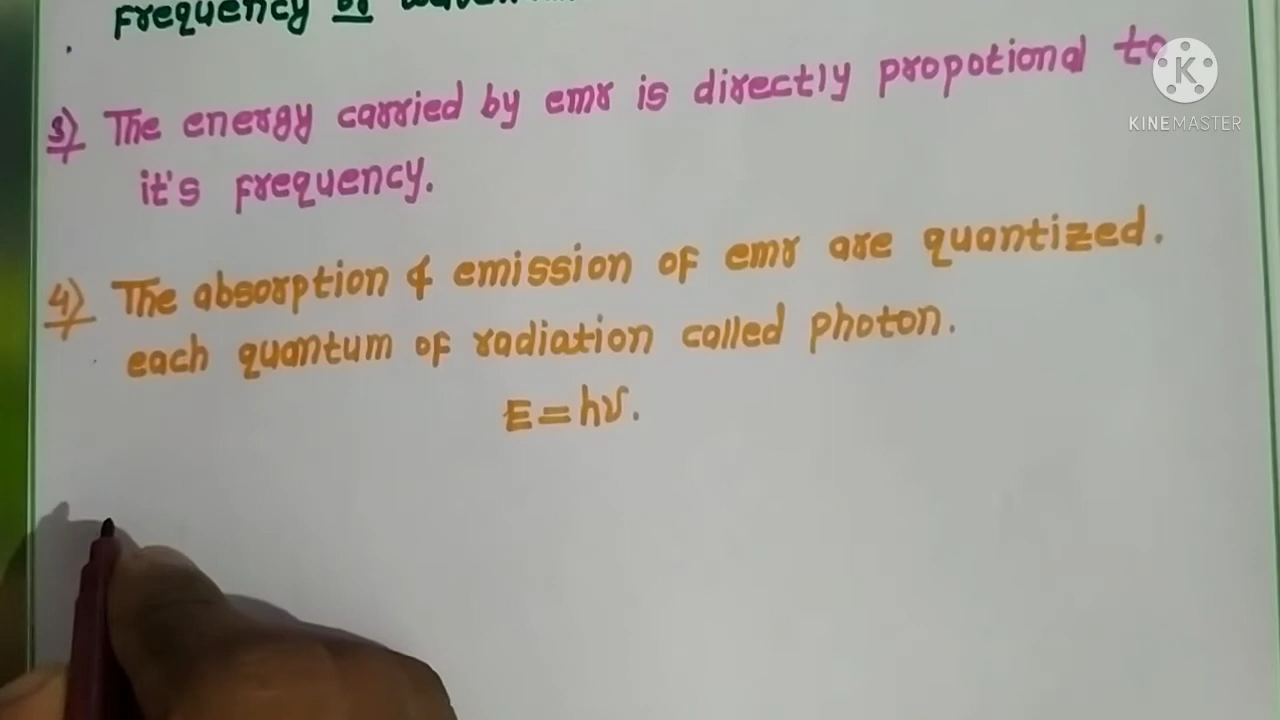 Frequency or
3) The energy carried by emr is directly propotional to
it's frequency.
4) The absorption & emission of emr are quantized.
each quantum of radiation called photon.
E=hν.
KINEMASTER